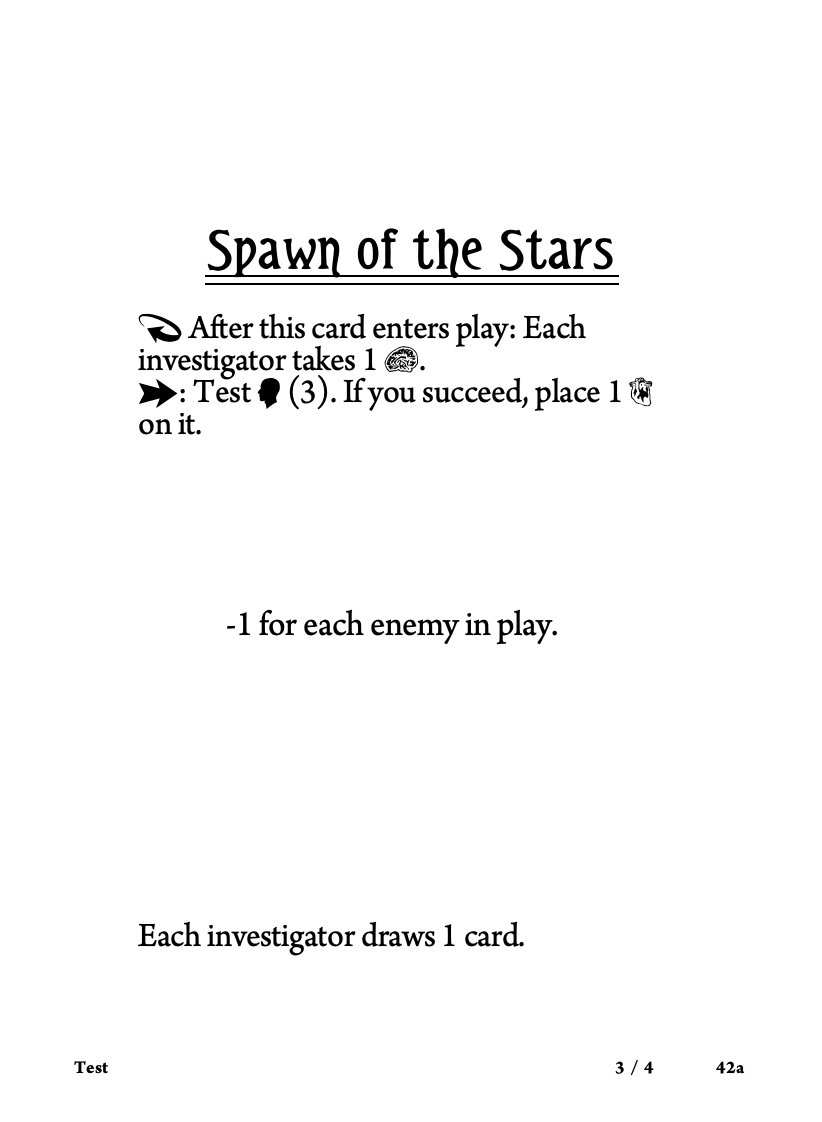 Spawn of the Stars
After this card enters play: Each
investigator takes 1 .
: Test (3). If you succeed, place 1
on it.
-1 for each enemy in play.
Each investigator draws 1 card.
Test 3 / 4 42a